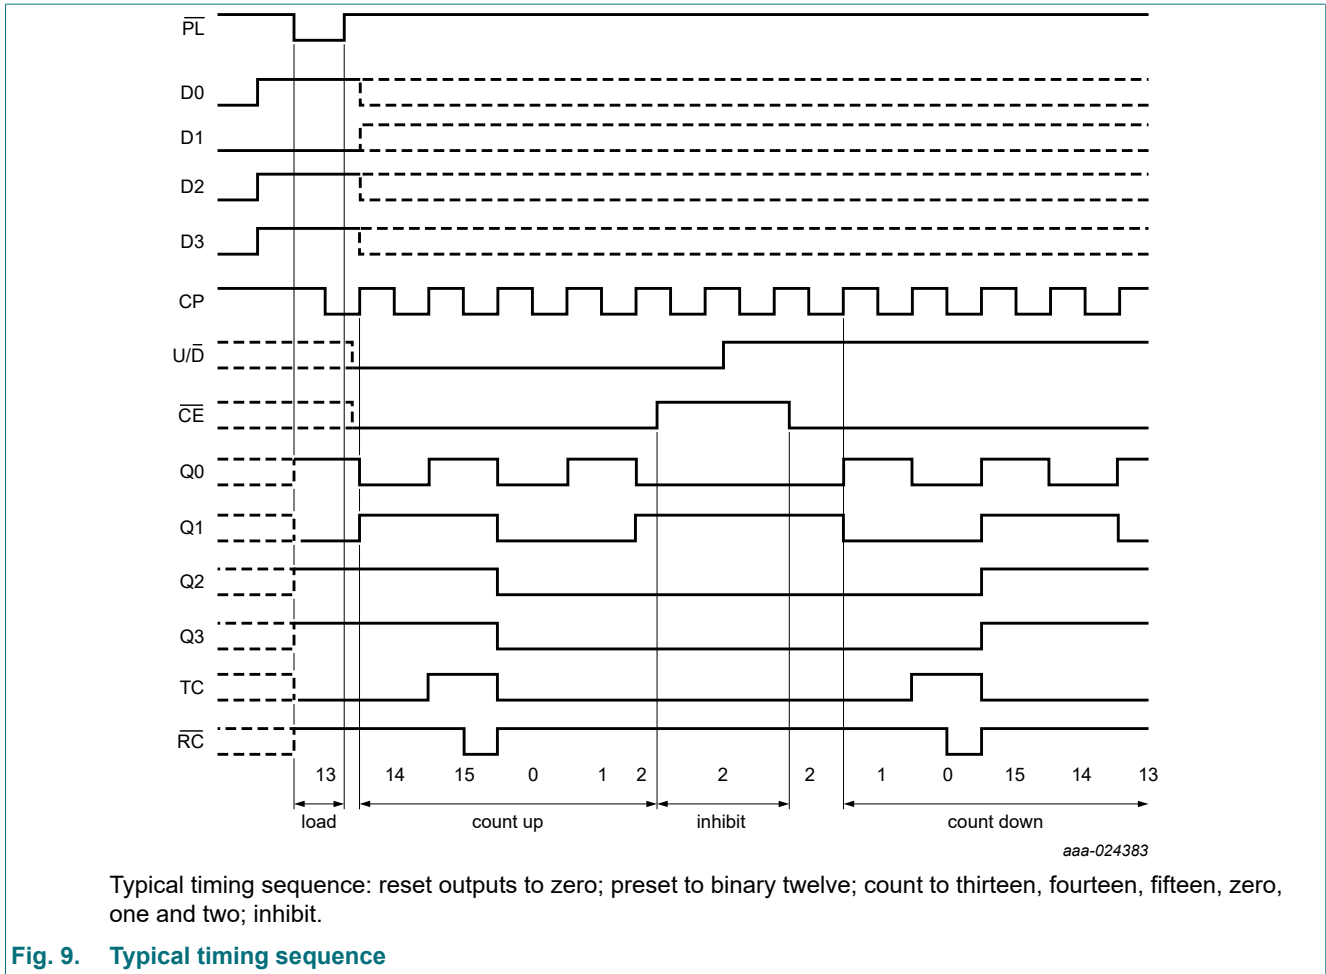 PL
D0
D1
D2
D3
CP
U/D̅
C̅E̅
Q0
Q1
Q2
Q3
TC
R̅C̅
13 14 15 0 1 2 2 2 1 0 15 14 13
load count up inhibit count down
aaa-024383
Typical timing sequence: reset outputs to zero; preset to binary twelve; count to thirteen, fourteen, fifteen, zero,
one and two; inhibit.
Fig. 9. Typical timing sequence